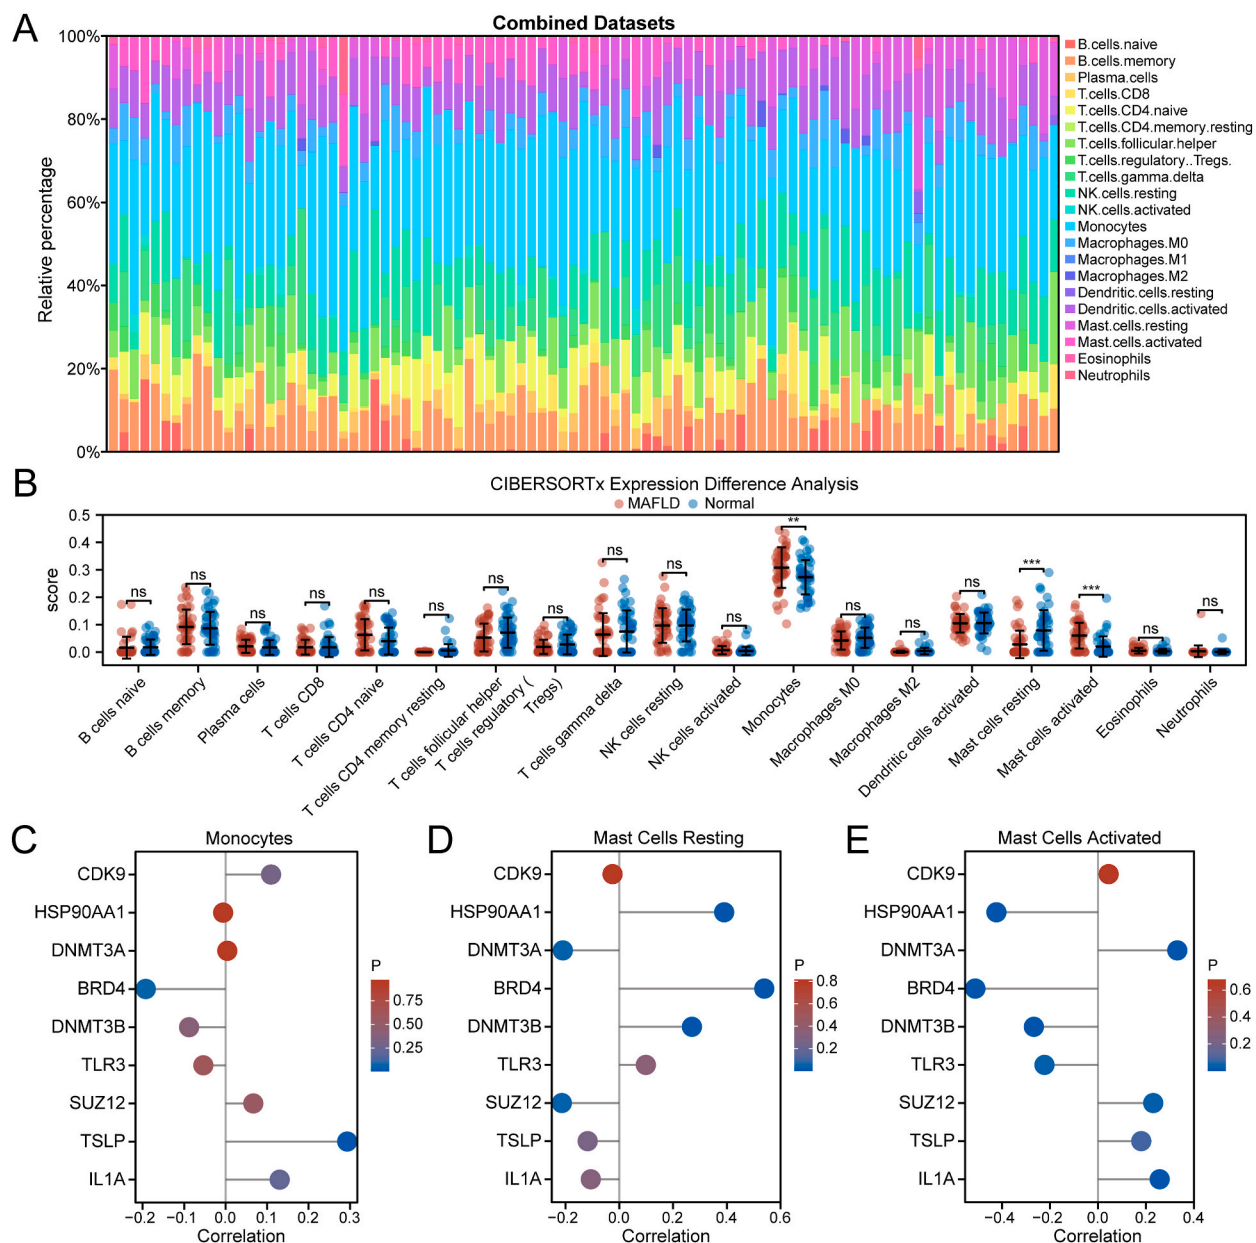 A
Combined Datasets
Relative percentage
100%
80%
60%
40%
20%
0%
B.cells.naive
B.cells.memory
Plasma.cells
T.cells.CD8
T.cells.CD4.naive
T.cells.CD4.memory.resting
T.cells.follicular.helper
T.cells.regulatory..Tregs.
T.cells.gamma.delta
NK.cells.resting
NK.cells.activated
Monocytes
Macrophages.M0
Macrophages.M1
Macrophages.M2
Dendritic.cells.resting
Dendritic.cells.activated
Mast.cells.resting
Mast.cells.activated
Eosinophils
Neutrophils
B
CIBERSORTx Expression Difference Analysis
MAFLD Normal
score
0.5
0.4
0.3
0.2
0.1
0.0
ns ns ns ns ns ns ns ns ns ns ns ** ns ns ns *** *** ns ns
B cells naive
B cells memory
Plasma cells
T cells CD8
T cells CD4 naive
T cells CD4 memory resting
T cells follicular helper
T cells regulatory (
Tregs)
T cells gamma delta
NK cells resting
NK cells activated
Monocytes
Macrophages M0
Macrophages M2
Dendritic cells activated
Mast cells resting
Mast cells activated
Eosinophils
Neutrophils
C
Monocytes
CDK9
HSP90AA1
DNMT3A
BRD4
DNMT3B
TLR3
SUZ12
TSLP
IL1A
−0.2 −0.1 0.0 0.1 0.2 0.3
Correlation
P
0.75
0.50
0.25
D
Mast Cells Resting
CDK9
HSP90AA1
DNMT3A
BRD4
DNMT3B
TLR3
SUZ12
TSLP
IL1A
−0.2 0.0 0.2 0.4 0.6
Correlation
P
0.8
0.6
0.4
0.2
E
Mast Cells Activated
CDK9
HSP90AA1
DNMT3A
BRD4
DNMT3B
TLR3
SUZ12
TSLP
IL1A
−0.4 −0.2 0.0 0.2 0.4
Correlation
P
0.6
0.4
0.2